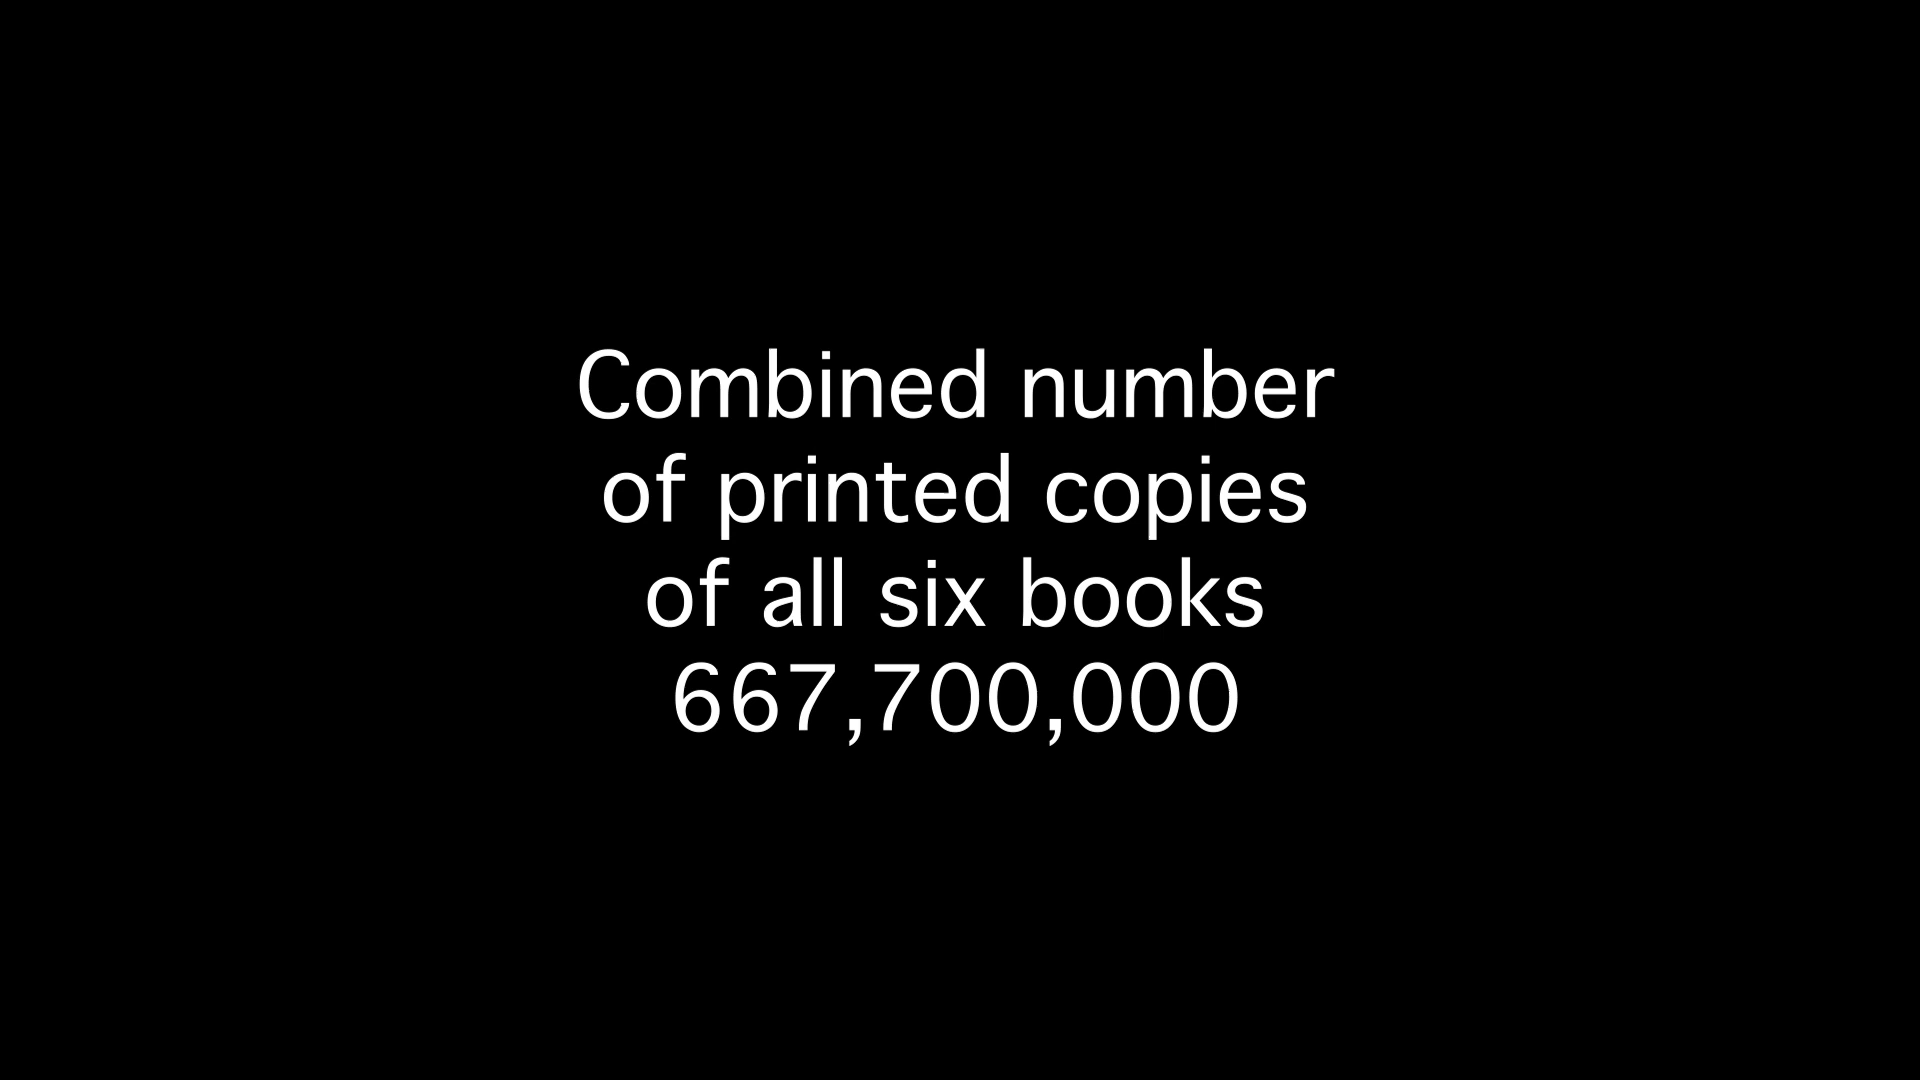 Combined number
of printed copies
of all six books
667,700,000